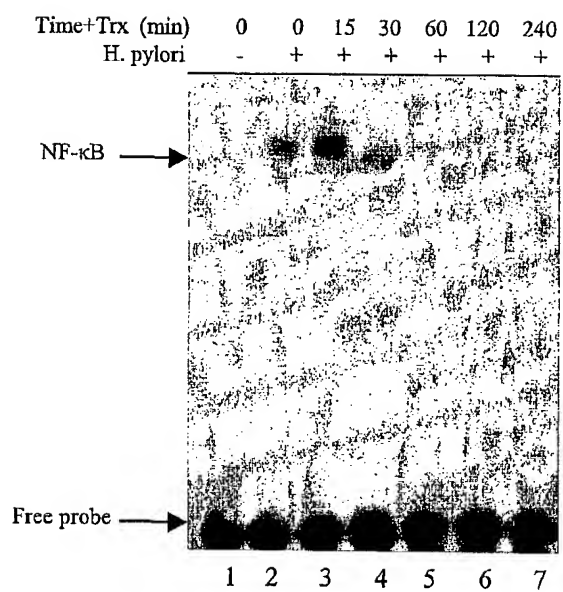 Time+Trx (min) 0 0 15 30 60 120 240
H. pylori - + + + + + +
NF-κB
Free probe
1 2 3 4 5 6 7